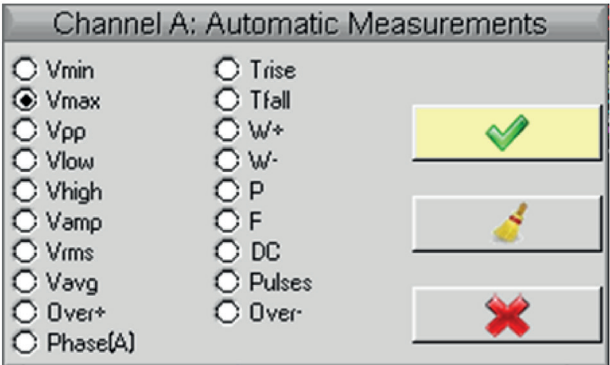 Channel A: Automatic Measurements
Vmin
Vmax
Vpp
Vlow
Vhigh
Vamp
Vrms
Vavg
Over+
Phase(A)
Trise
Tfall
W+
W-
P
F
DC
Pulses
Over-